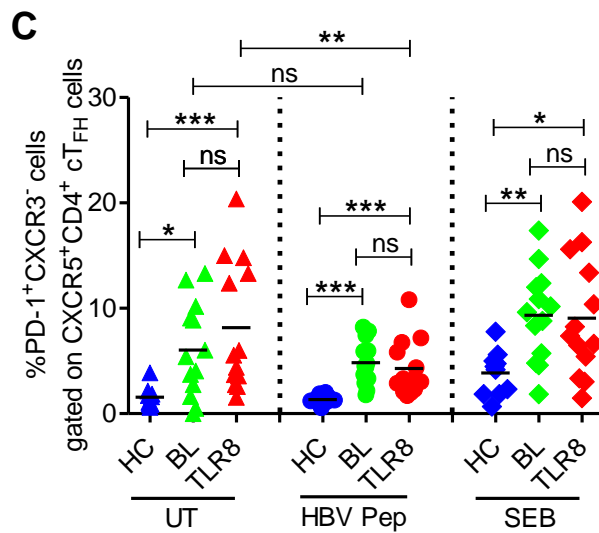 C
**
ns
%PD-1⁺CXCR3⁻ cells
gated on CXCR5⁺CD4⁺ cT_FH cells
30
20
10
0
***
ns
*
***
ns
***
*
ns
**
HC BL TLR8 HC BL TLR8 HC BL TLR8
UT HBV Pep SEB